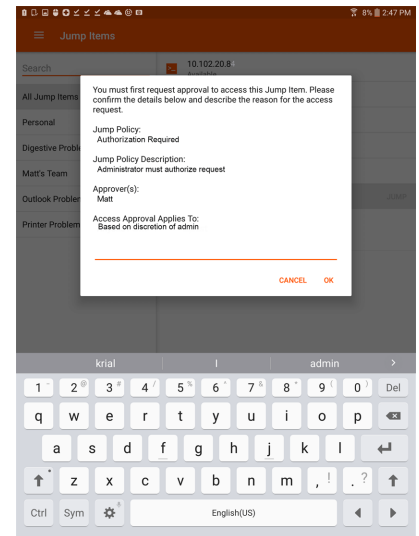 8% 2:47 PM
Jump Items
Search
10.102.20.8
Available
All Jump Items
Personal
Digestive Proble
Matt's Team
Outlook Problem
JUMP
Printer Problem
You must first request approval to access this Jump Item. Please
confirm the details below and describe the reason for the access
request.
Jump Policy:
Authorization Required
Jump Policy Description:
Administrator must authorize request
Approver(s):
Matt
Access Approval Applies To:
Based on discretion of admin
CANCEL OK
krial I admin >
1 - 2 @ 3 # 4 / 5 % 6 ^ 7 & 8 * 9 ( 0 ) Del
q w e r t y u i o p
a s d f g h j k l
z x c v b n m , ! . ?
Ctrl Sym English(US)